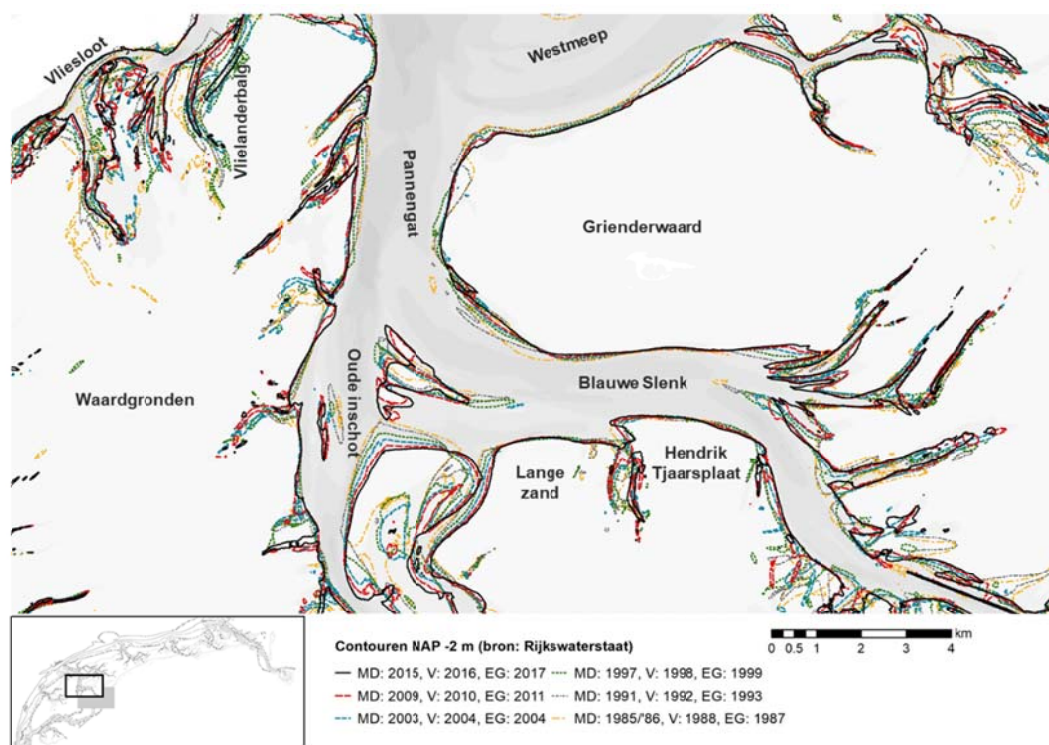 Vliesloot
Vlielanderbalg
Westmeep
Pannengat
Grienderwaard
Oude inschot
Blauwe Slenk
Waardgronden
Lange
zand
Hendrik
Tjaarsplaat
Contouren NAP -2 m (bron: Rijkswaterstaat)
MD: 2015, V: 2016, EG: 2017
MD: 1997, V: 1998, EG: 1999
MD: 2009, V: 2010, EG: 2011
MD: 1991, V: 1992, EG: 1993
MD: 2003, V: 2004, EG: 2004
MD: 1985/'86, V: 1988, EG: 1987
km
0 0.5 1 2 3 4